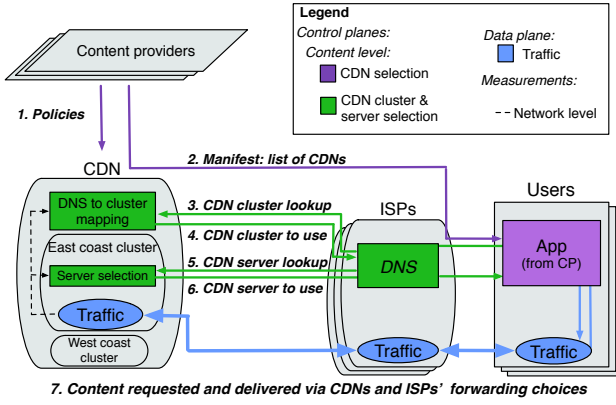 Content providers
Legend
Control planes:
Content level:
CDN selection
CDN cluster &
server selection
Data plane:
Traffic
Measurements:
Network level
1. Policies
CDN
2. Manifest: list of CDNs
Users
DNS to cluster
mapping
3. CDN cluster lookup
ISPs
4. CDN cluster to use
East coast cluster
App
(from CP)
5. CDN server lookup
DNS
Server selection
6. CDN server to use
Traffic
West coast
cluster
Traffic
Traffic
7. Content requested and delivered via CDNs and ISPs' forwarding choices